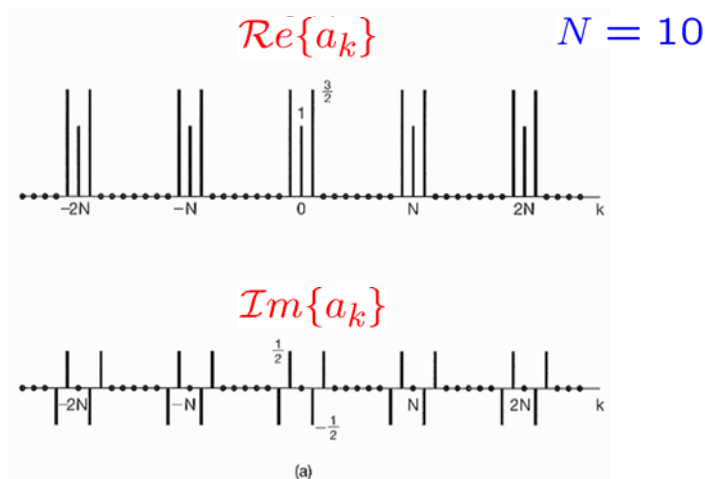 Re{a_k}
N = 10
3/2
1
−2N −N 0 N 2N k
Im{a_k}
1/2
−2N −N N 2N k
−1/2
(a)